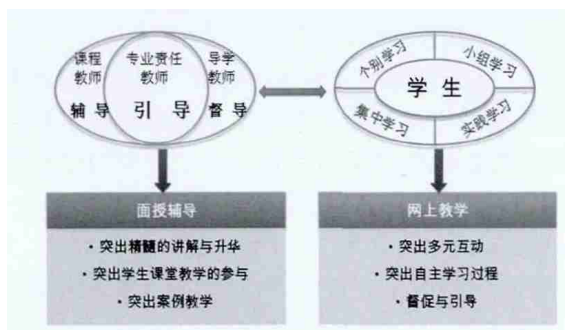 课程
教师
辅 导
专业责任
教师
引 导
导学
教师
督 导
个别学习
小组学习
学 生
集中学习
实践学习
面授辅导
· 突出精髓的讲解与升华
· 突出学生课堂教学的参与
· 突出案例教学
网上教学
· 突出多元互动
· 突出自主学习过程
· 督促与引导